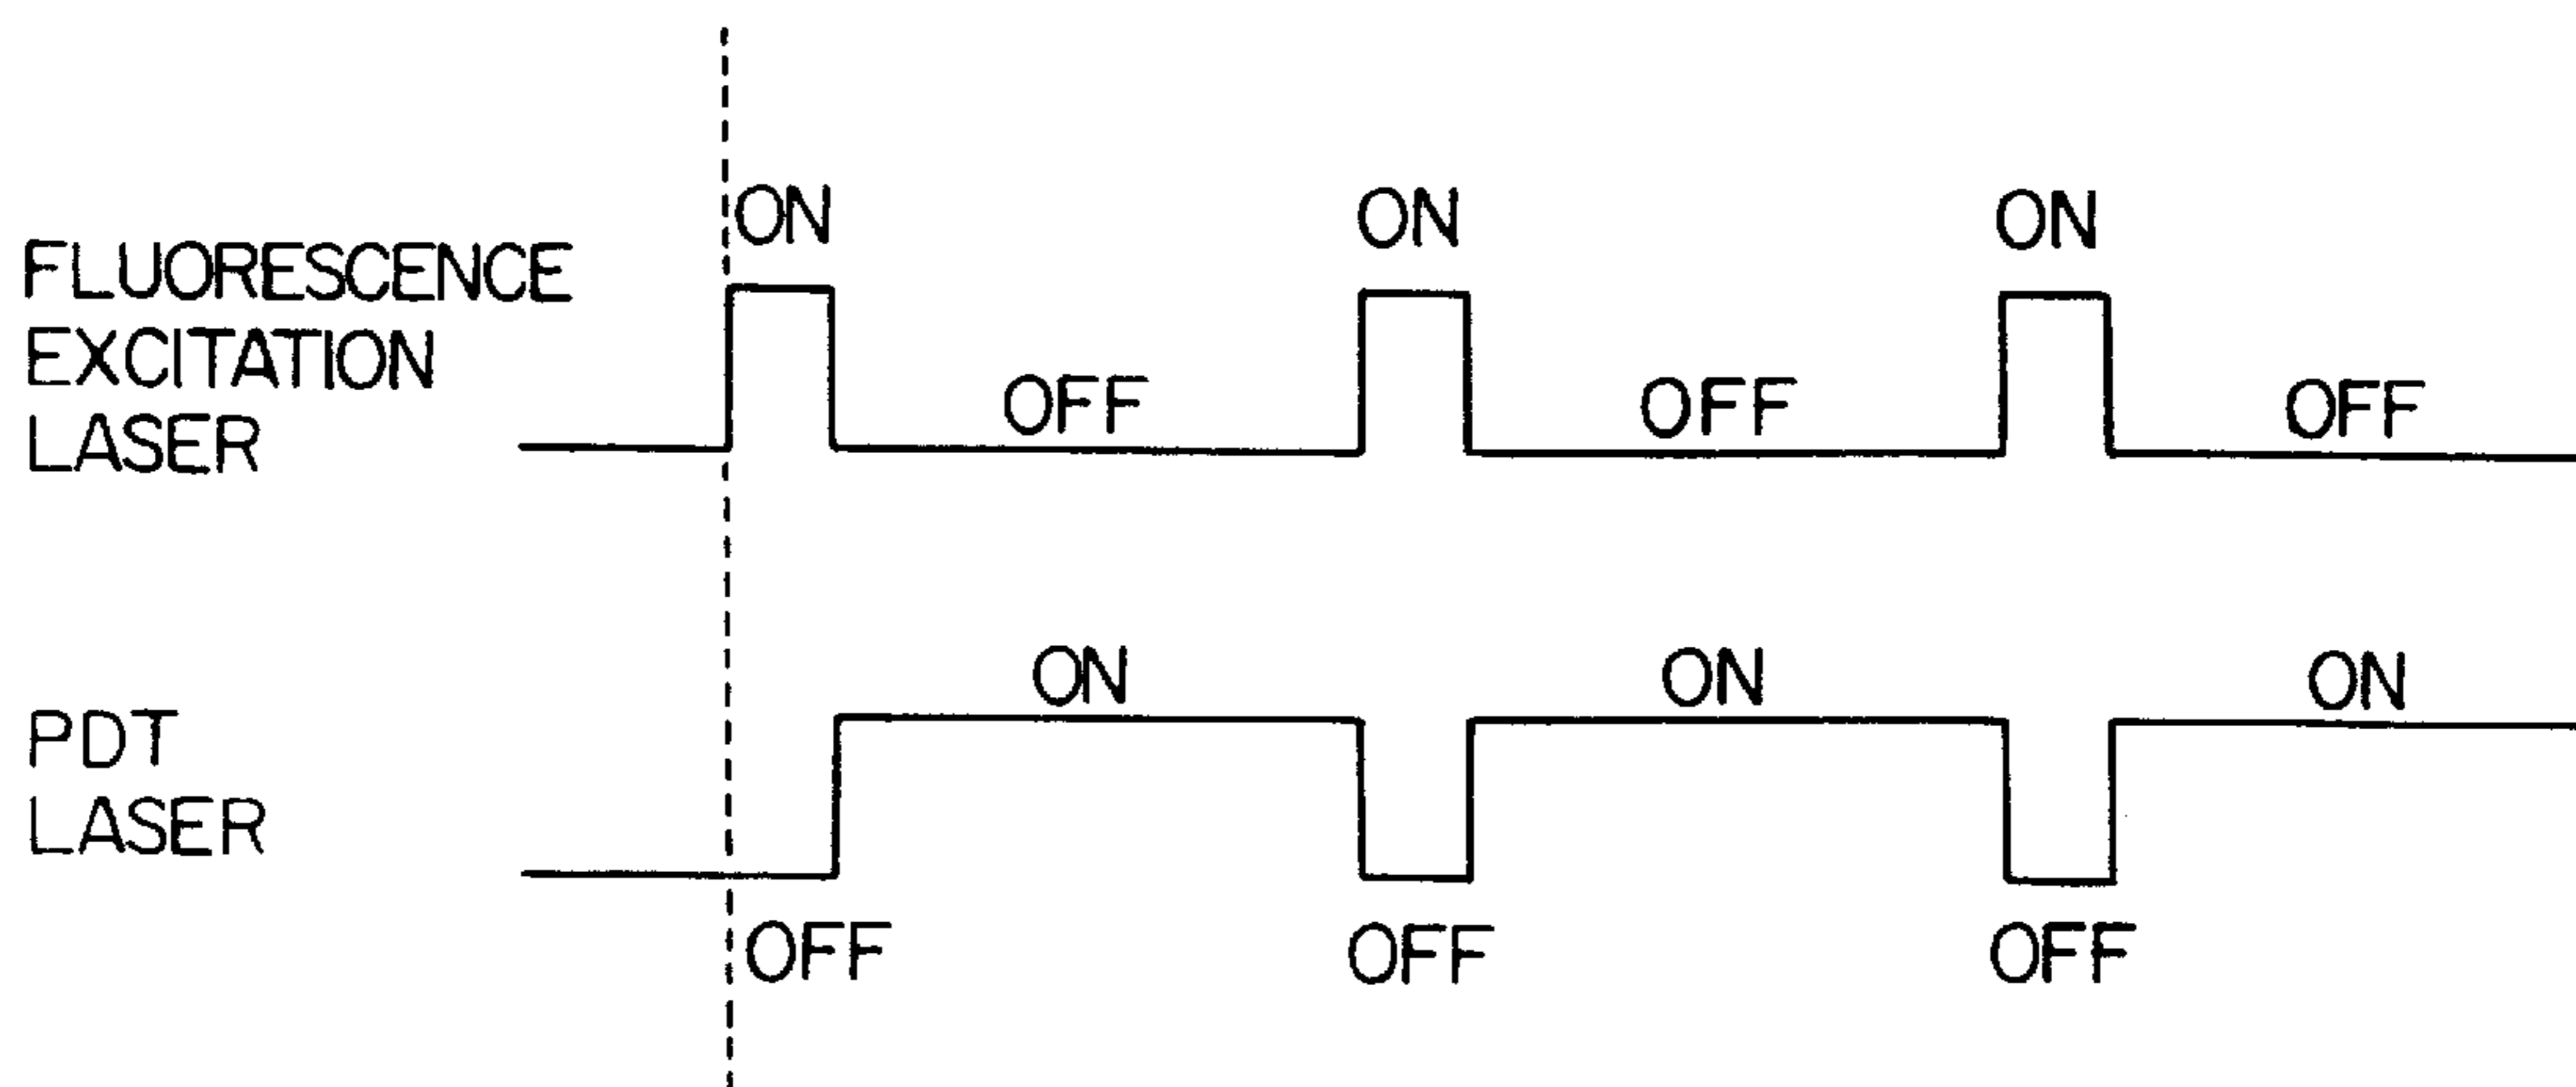 ON ON ON
FLUORESCENCE
EXCITATION
LASER
OFF OFF OFF
ON ON ON
PDT
LASER
OFF OFF OFF